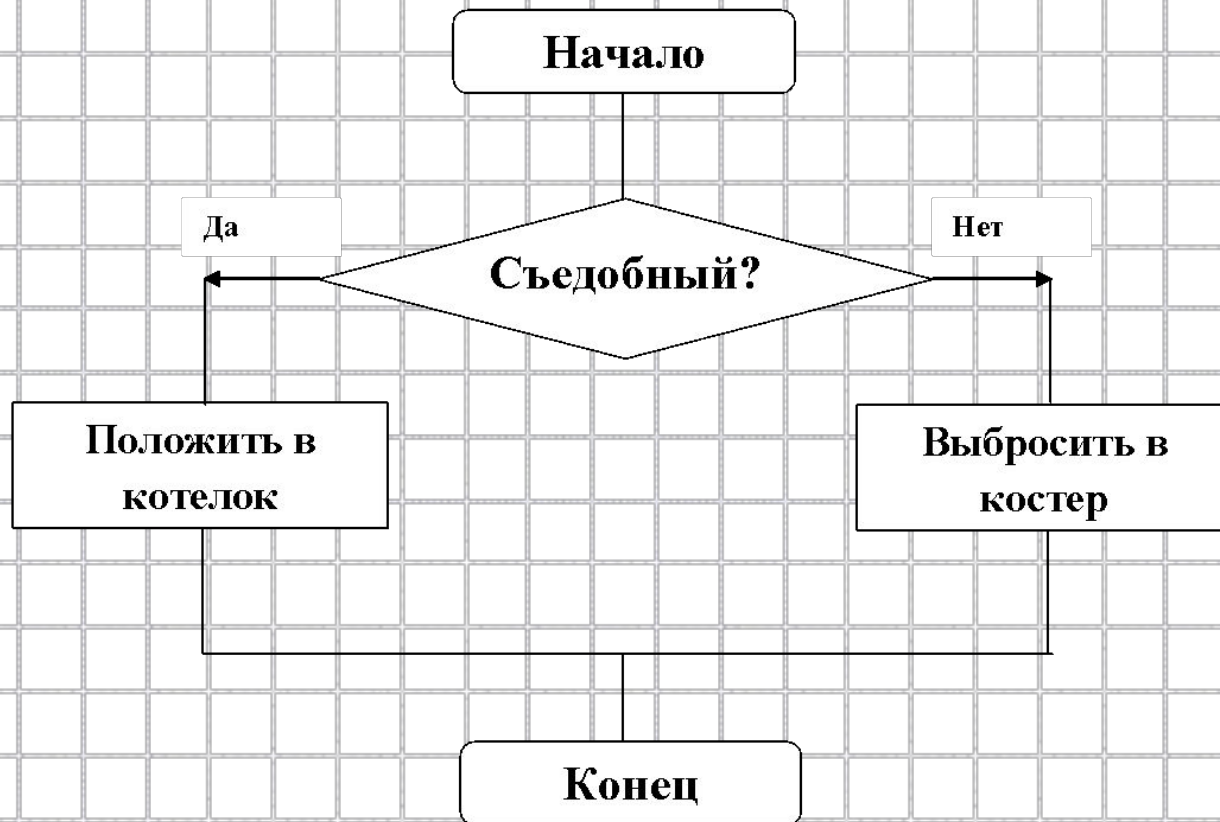 Начало
Да
Нет
Съедобный?
Положить в
котелок
Выбросить в
костер
Конец